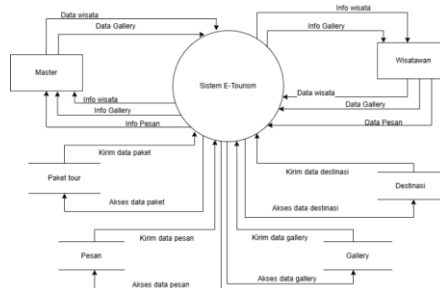 Data wisata
Data Gallery
Info wisata
Info Gallery
Master
Sistem E-Tourism
Wisatawan
Info wisata
Info Gallery
Info Pesan
Data wisata
Data Gallery
Data Pesan
Kirim data paket
Paket tour
Akses data paket
Kirim data destinasi
Destinasi
Akses data destinasi
Kirim data pesan
Pesan
Akses data pesan
Kirim data gallery
Gallery
Akses data gallery